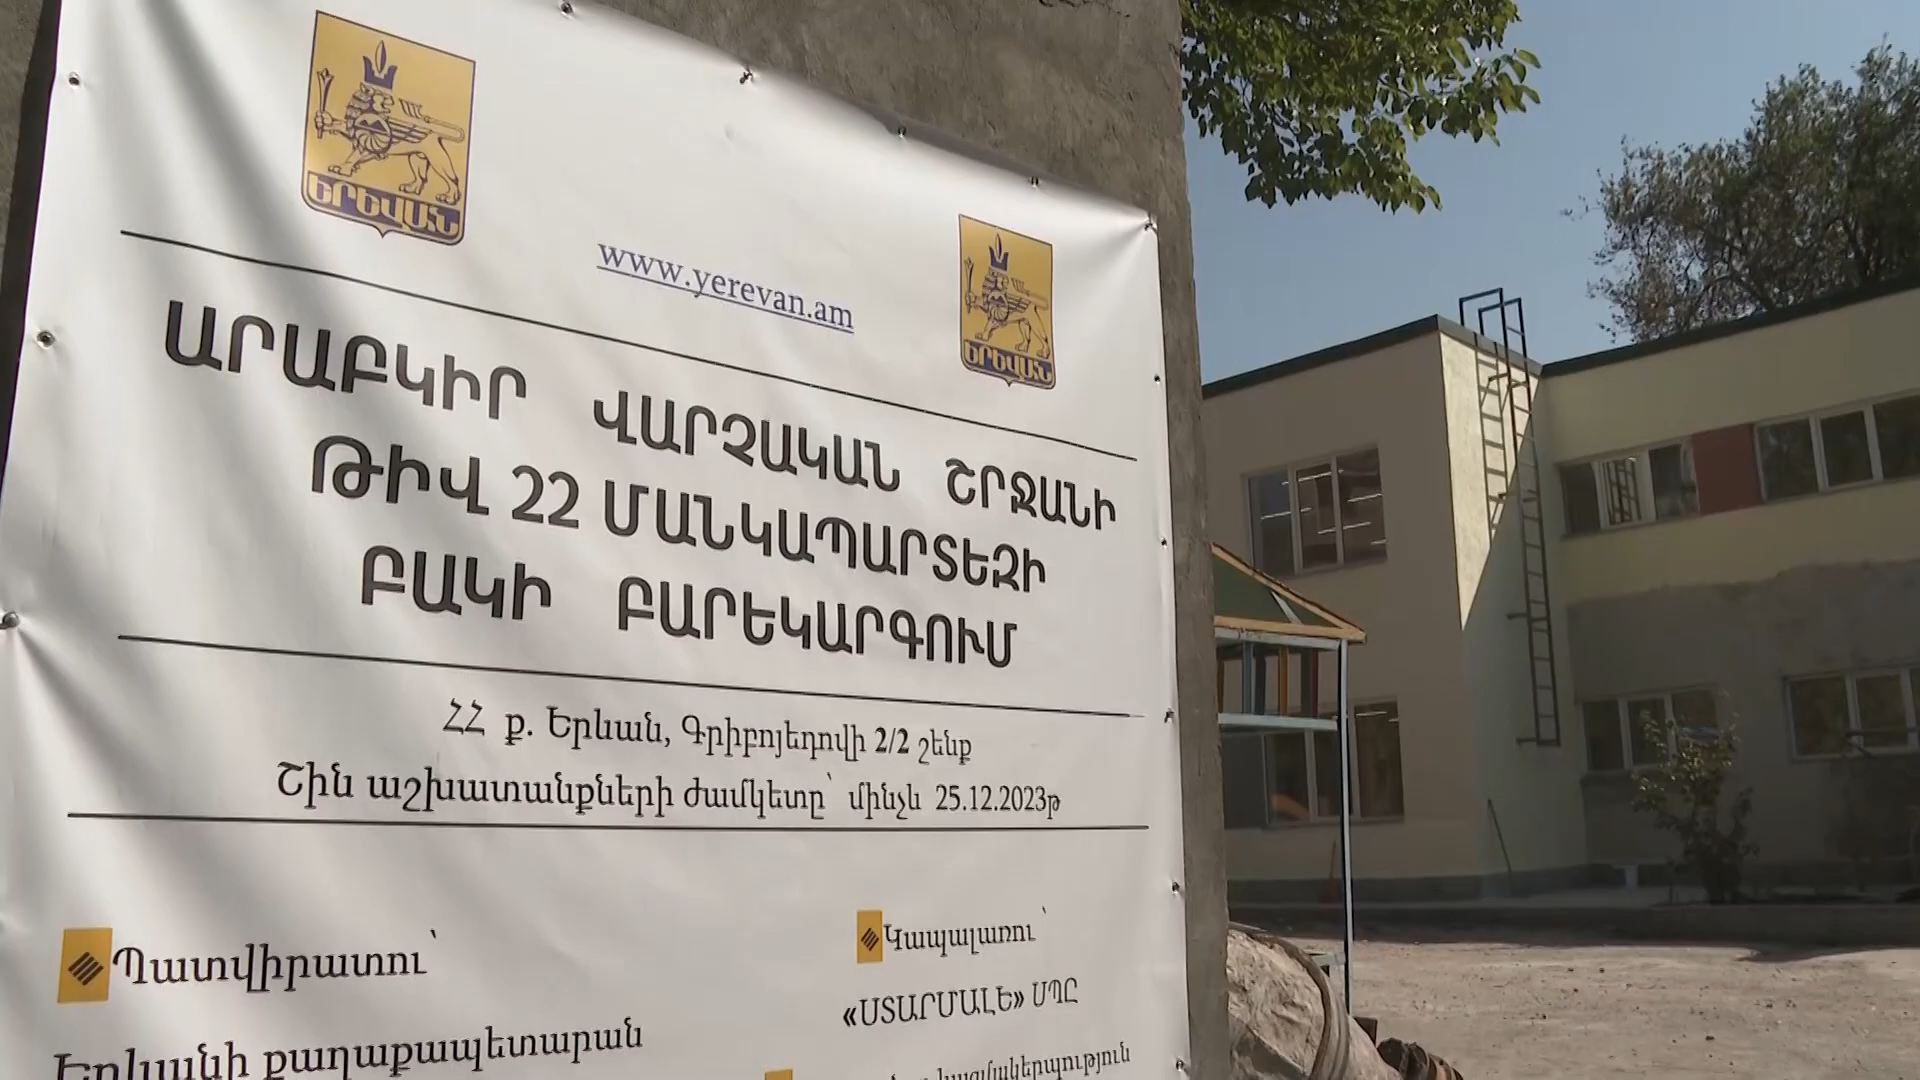 ԵՐԵՎԱՆ
www.yerevan.am
ԵՐԵՎԱՆ
ԱՐԱԲԿԻՐ ՎԱՐՉԱԿԱՆ ՇՐՋԱՆԻ
ԹԻՎ 22 ՄԱՆԿԱՊԱՐՏԵԶԻ
ԲԱԿԻ ԲԱՐԵԿԱՐԳՈՒՄ
ՀՀ ք. Երևան, Գրիբոյեդովի 2/2 շենք
Շին աշխատանքների ժամկետը՝ մինչև 25.12.2023թ
Պատվիրատու՝
Երևանի քաղաքապետարան
Կապալառու՝
«ՍՏԱՐՄԱԼԵ» ՍՊԸ
կազմակերպություն